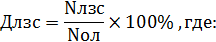 Длзс = Nлзс / Nол × 100% , где: